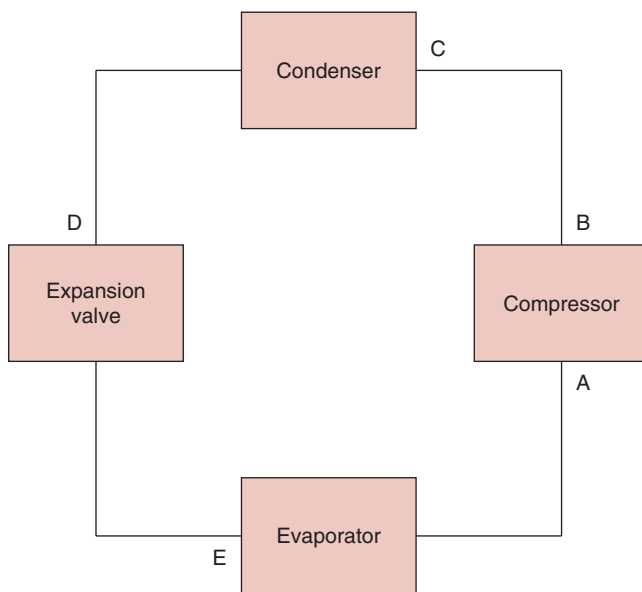 C
Condenser
D
B
Expansion
valve
Compressor
A
Evaporator
E